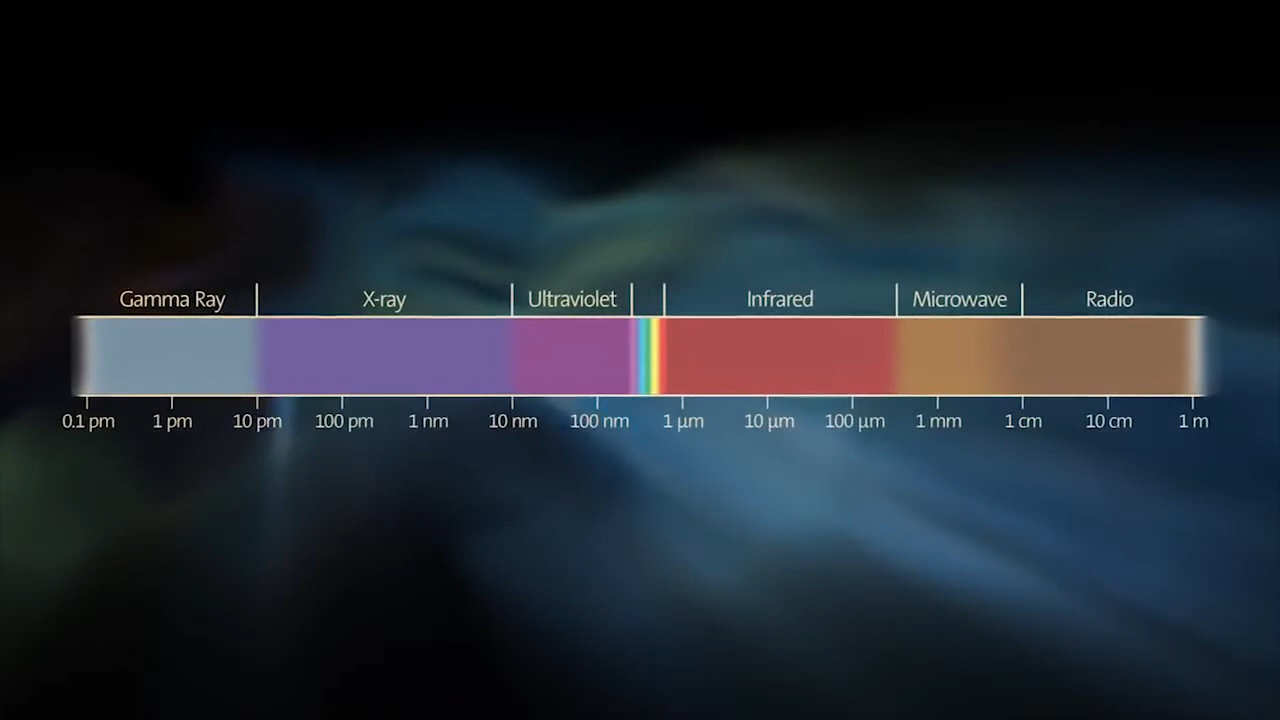 Gamma Ray X-ray Ultraviolet Infrared Microwave Radio
0.1 pm 1 pm 10 pm 100 pm 1 nm 10 nm 100 nm 1 µm 10 µm 100 µm 1 mm 1 cm 10 cm 1 m